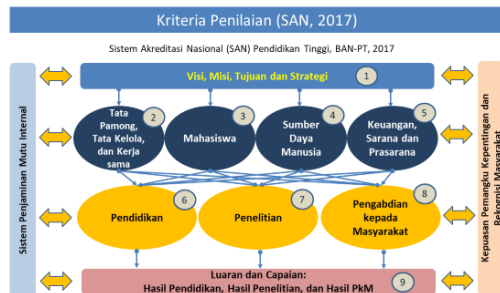 Kriteria Penilaian (SAN, 2017)
Sistem Akreditasi Nasional (SAN) Pendidikan Tinggi, BAN-PT, 2017
Sistem Penjaminan Mutu Internal
Visi, Misi, Tujuan dan Strategi
1
Tata
Pamong,
Tata Kelola,
dan Kerja
sama
2
Mahasiswa
3
Sumber
Daya
Manusia
4
Keuangan,
Sarana dan
Prasarana
5
Pendidikan
6
Penelitian
7
Pengabdian
kepada
Masyarakat
8
Luaran dan Capaian:
Hasil Pendidikan, Hasil Penelitian, dan Hasil PkM
9
Kepuasan Pemangku Kepentingan dan
Rekognisi Masyarakat